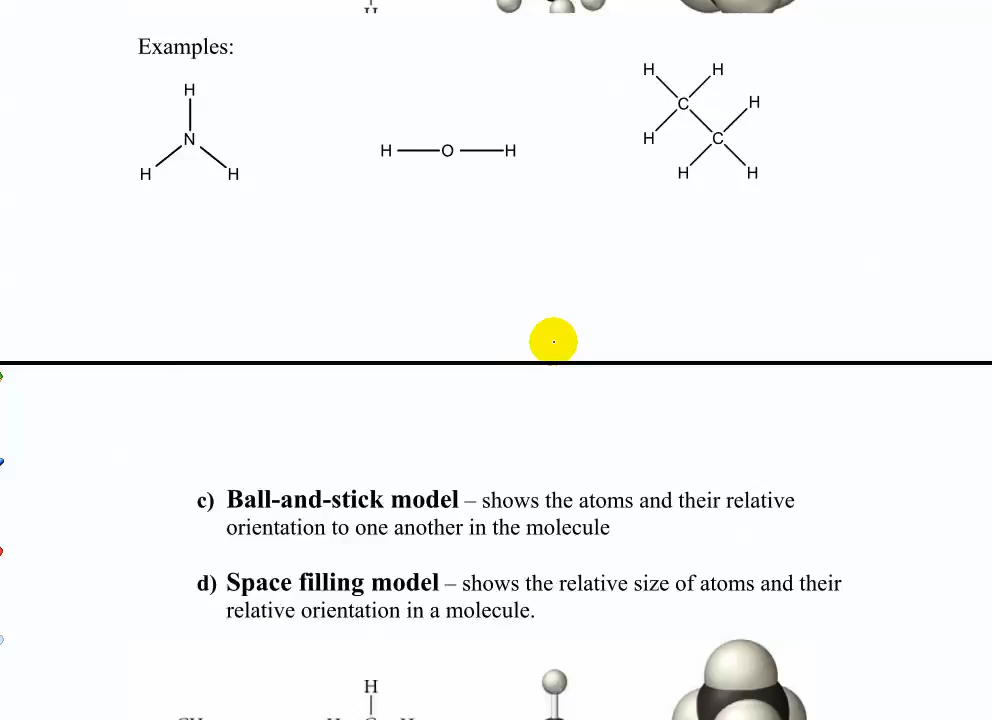 H
Examples:
H H H
H C H
N H O H H C
H H H H
c) Ball-and-stick model – shows the atoms and their relative
orientation to one another in the molecule
d) Space filling model – shows the relative size of atoms and their
relative orientation in a molecule.
H